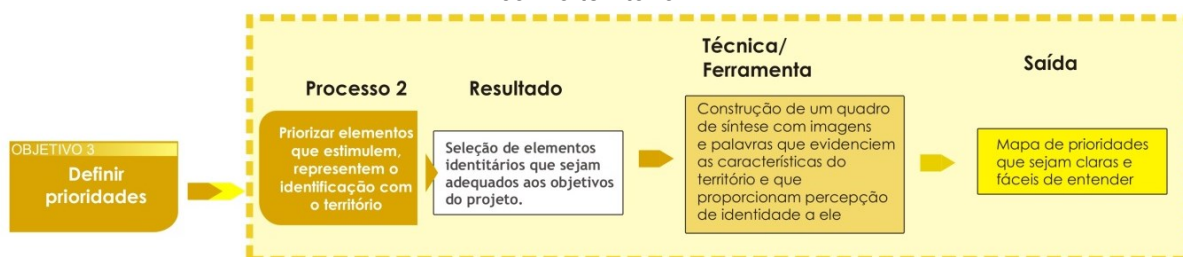 OBJETIVO 3
Definir
prioridades
Processo 2
Priorizar elementos
que estimulem,
representem o
identificação com
o território
Resultado
Seleção de elementos
identitários que sejam
adequados aos objetivos
do projeto.
Técnica/
Ferramenta
Construção de um quadro
de síntese com imagens
e palavras que evidenciem
as características do
território e que
proporcionam percepção
de identidade a ele
Saída
Mapa de prioridades
que sejam claras e
fáceis de entender